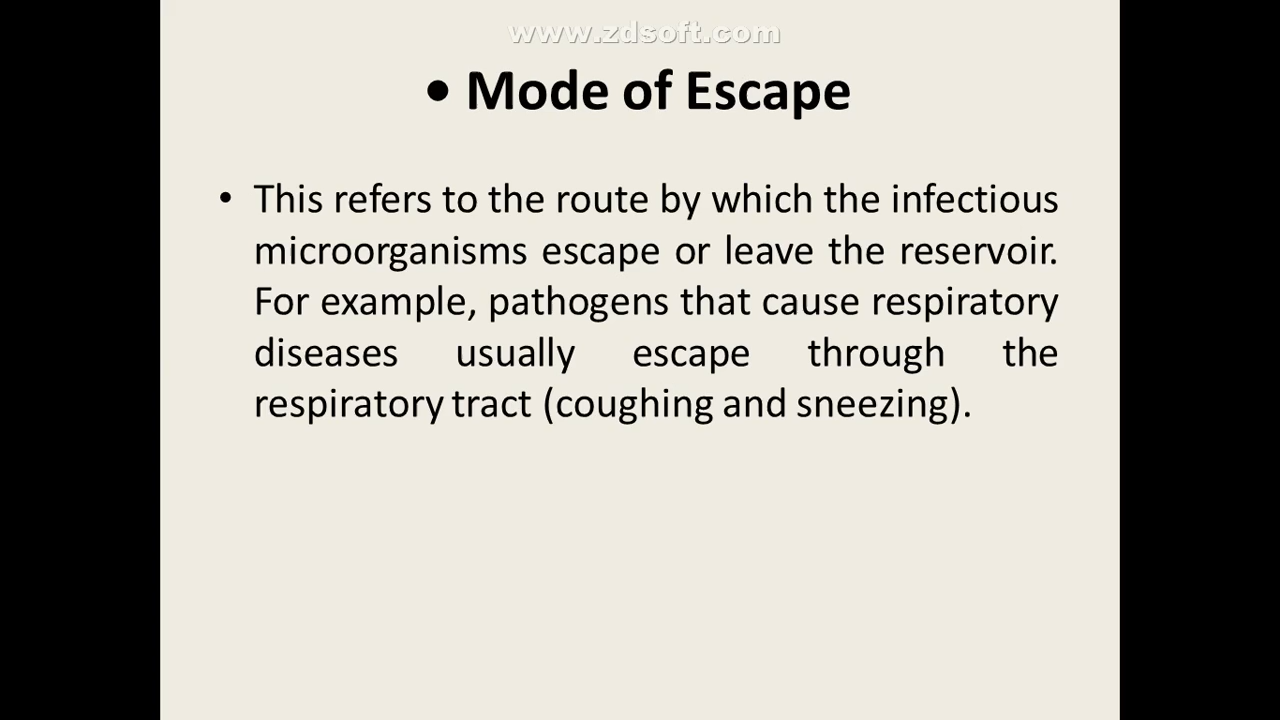 www.zdsoft.com
• Mode of Escape
• This refers to the route by which the infectious
microorganisms escape or leave the reservoir.
For example, pathogens that cause respiratory
diseases usually escape through the
respiratory tract (coughing and sneezing).